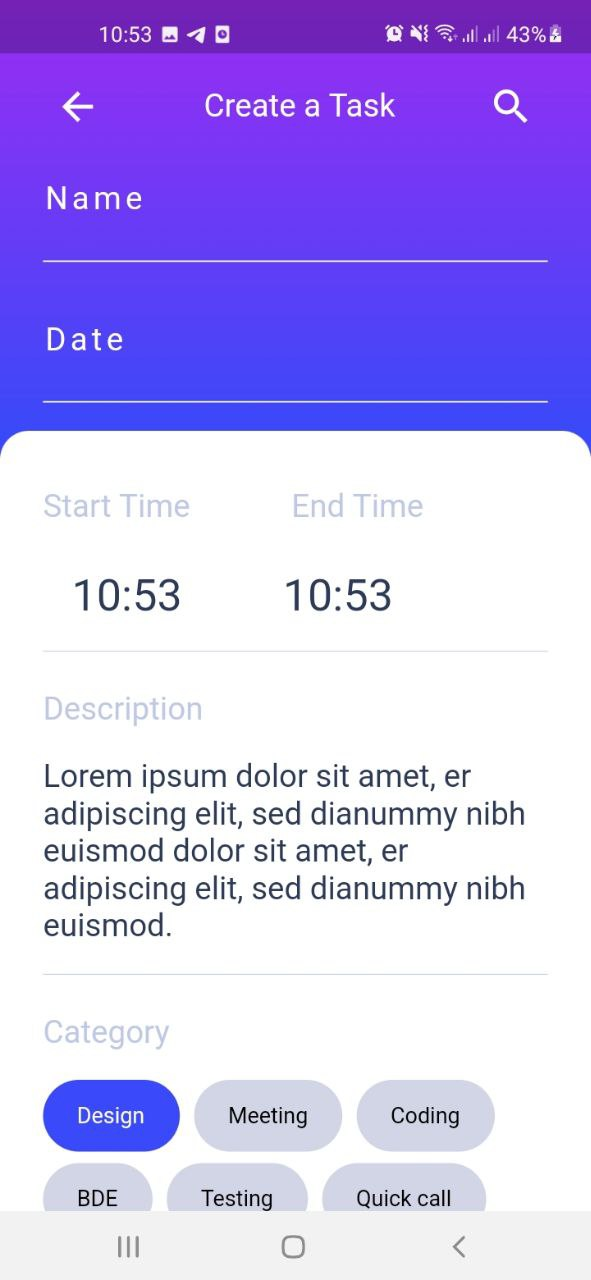 10:53 43%
Create a Task
Name
Date
Start Time End Time
10:53 10:53
Description
Lorem ipsum dolor sit amet, er
adipiscing elit, sed dianummy nibh
euismod dolor sit amet, er
adipiscing elit, sed dianummy nibh
euismod.
Category
Design Meeting Coding
BDE Testing Quick call